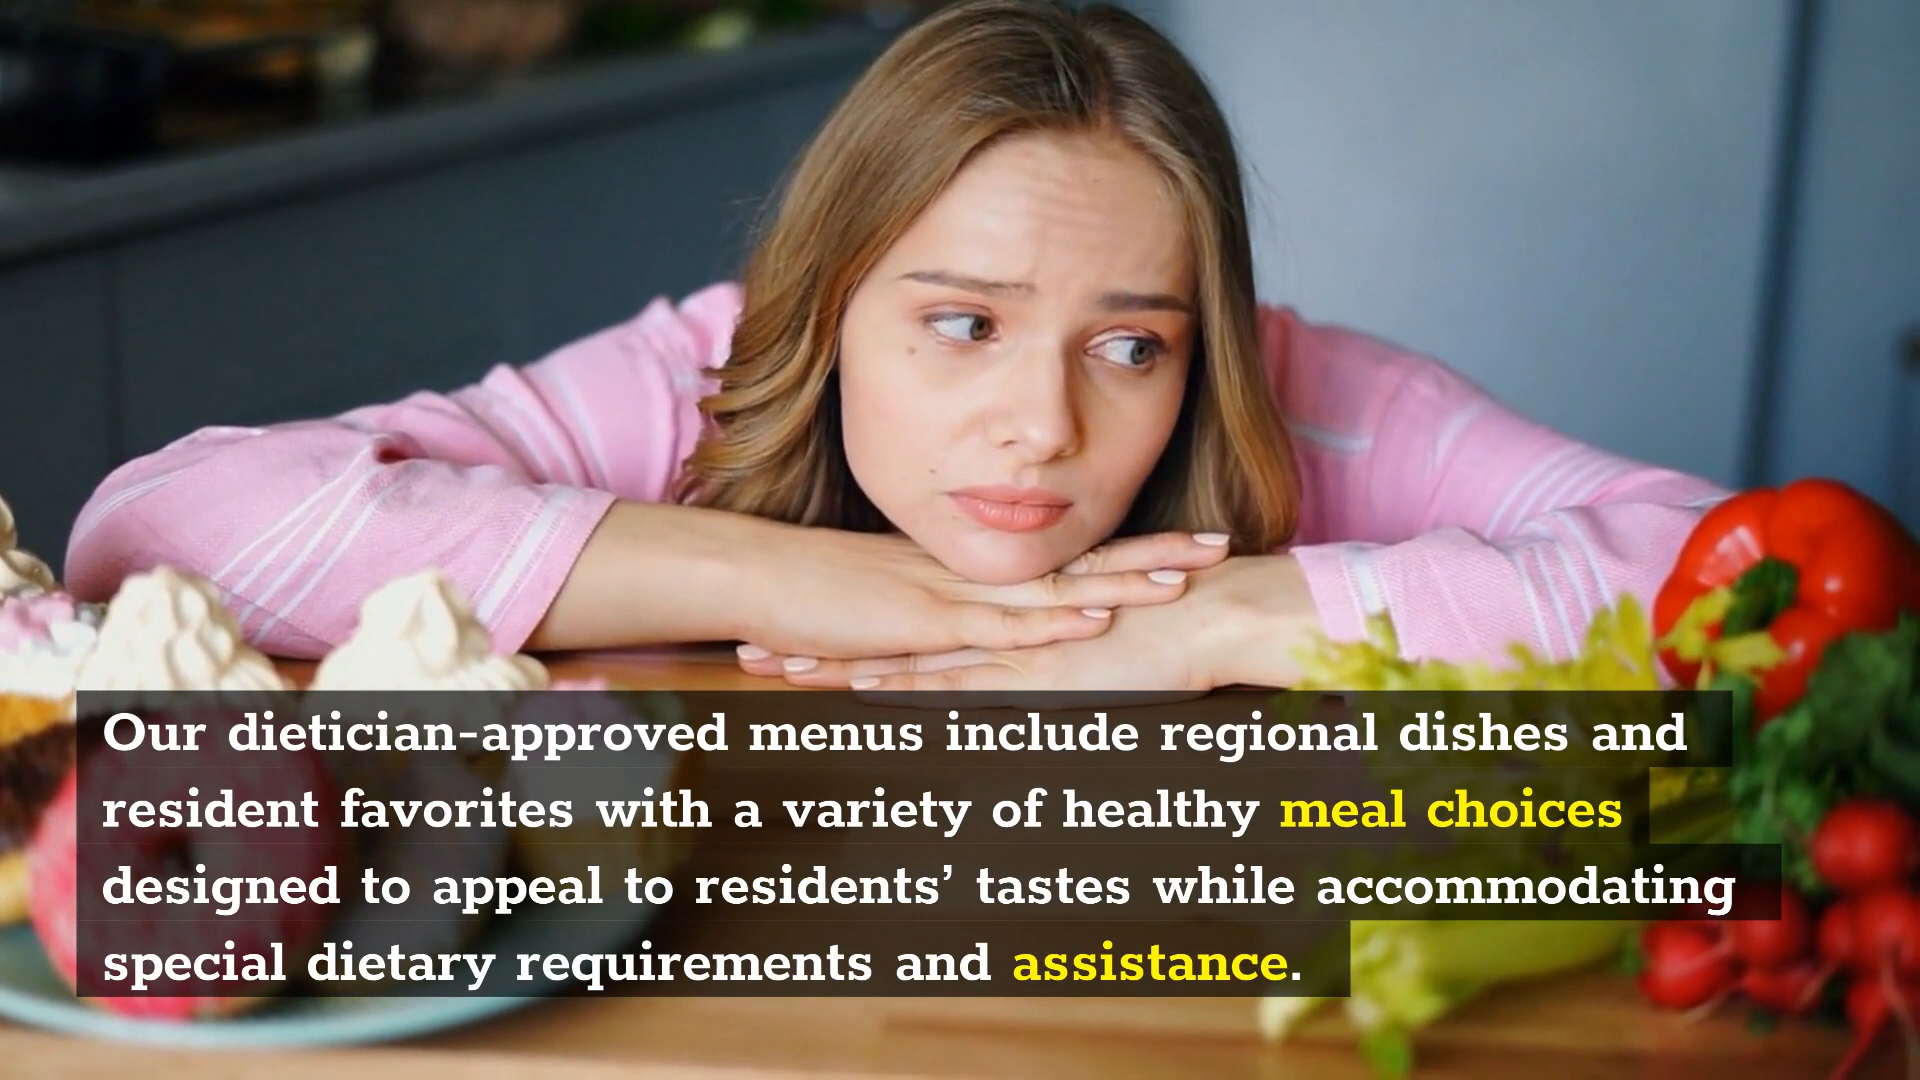 Our dietician-approved menus include regional dishes and
resident favorites with a variety of healthy meal choices
designed to appeal to residents’ tastes while accommodating
special dietary requirements and assistance.